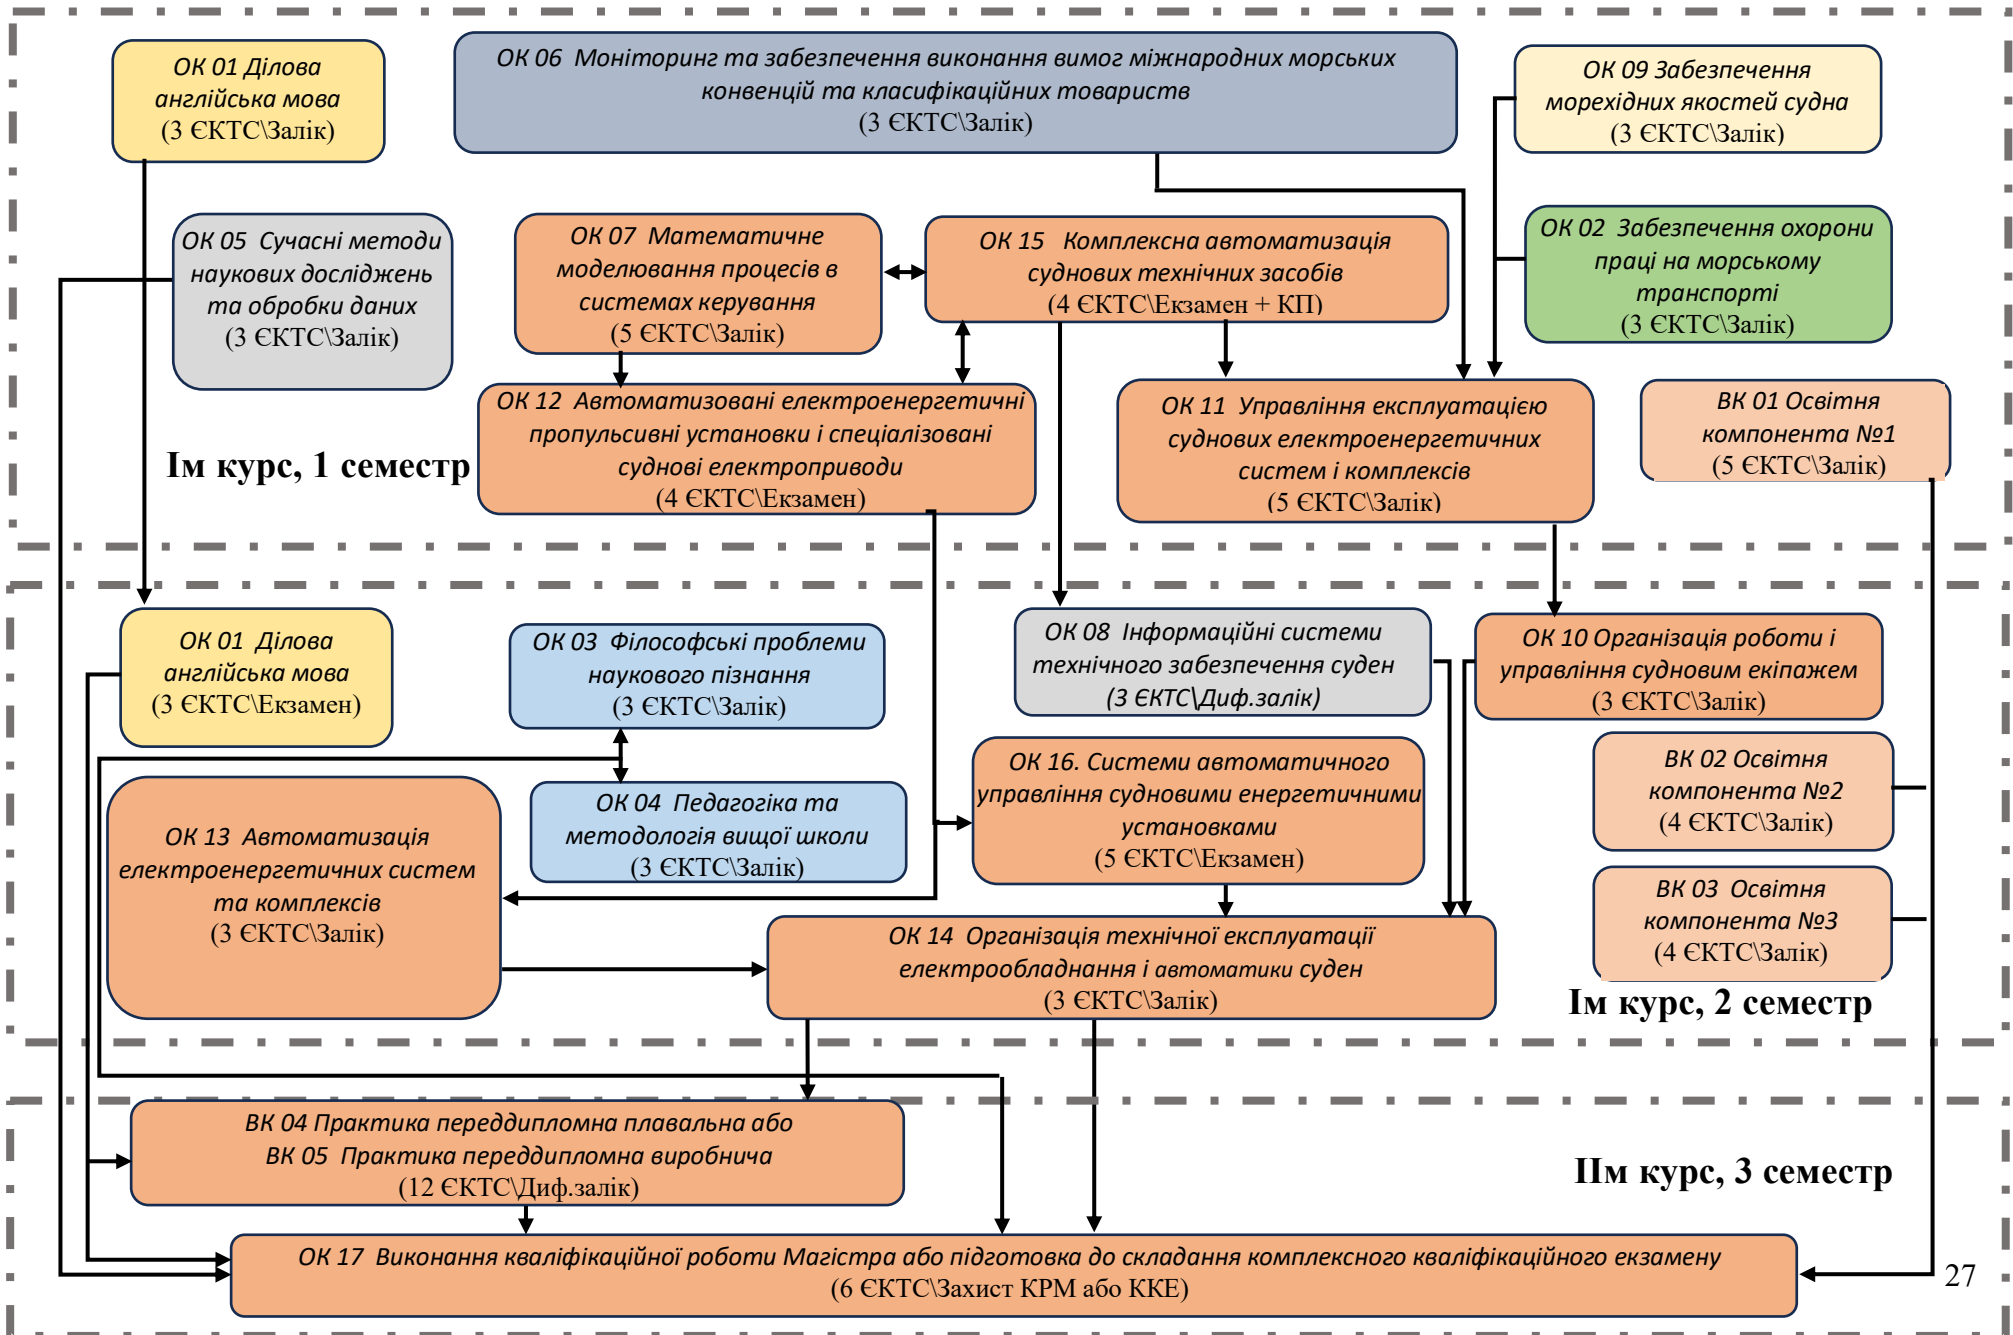 ОК 01 Ділова
англійська мова
(3 ЄКТС\Залік)
ОК 06 Моніторинг та забезпечення виконання вимог міжнародних морських
конвенцій та класифікаційних товариств
(3 ЄКТС\Залік)
ОК 09 Забезпечення
морехідних якостей судна
(3 ЄКТС\Залік)
ОК 05 Сучасні методи
наукових досліджень
та обробки даних
(3 ЄКТС\Залік)
ОК 07 Математичне
моделювання процесів в
системах керування
(5 ЄКТС\Залік)
ОК 15 Комплексна автоматизація
суднових технічних засобів
(4 ЄКТС\Екзамен + КП)
ОК 02 Забезпечення охорони
праці на морському
транспорті
(3 ЄКТС\Залік)
ОК 12 Автоматизовані електроенергетичні
пропульсивні установки і спеціалізовані
суднові електроприводи
(4 ЄКТС\Екзамен)
ОК 11 Управління експлуатацією
суднових електроенергетичних
систем і комплексів
(5 ЄКТС\Залік)
ВК 01 Освітня
компонента №1
(5 ЄКТС\Залік)
Ім курс, 1 семестр
ОК 01 Ділова
англійська мова
(3 ЄКТС\Екзамен)
ОК 03 Філософські проблеми
наукового пізнання
(3 ЄКТС\Залік)
ОК 08 Інформаційні системи
технічного забезпечення суден
(3 ЄКТС\Диф.залік)
ОК 10 Організація роботи і
управління судновим екіпажем
(3 ЄКТС\Залік)
ОК 13 Автоматизація
електроенергетичних систем
та комплексів
(3 ЄКТС\Залік)
ОК 04 Педагогіка та
методологія вищої школи
(3 ЄКТС\Залік)
ОК 16. Системи автоматичного
управління судновими енергетичними
установками
(5 ЄКТС\Екзамен)
ВК 02 Освітня
компонента №2
(4 ЄКТС\Залік)
ВК 03 Освітня
компонента №3
(4 ЄКТС\Залік)
ОК 14 Організація технічної експлуатації
електрообладнання і автоматики суден
(3 ЄКТС\Залік)
Ім курс, 2 семестр
ВК 04 Практика переддипломна плавальна або
ВК 05 Практика переддипломна виробнича
(12 ЄКТС\Диф.залік)
ІІм курс, 3 семестр
ОК 17 Виконання кваліфікаційної роботи Магістра або підготовка до складання комплексного кваліфікаційного екзамену
(6 ЄКТС\Захист КРМ або ККЕ)
27